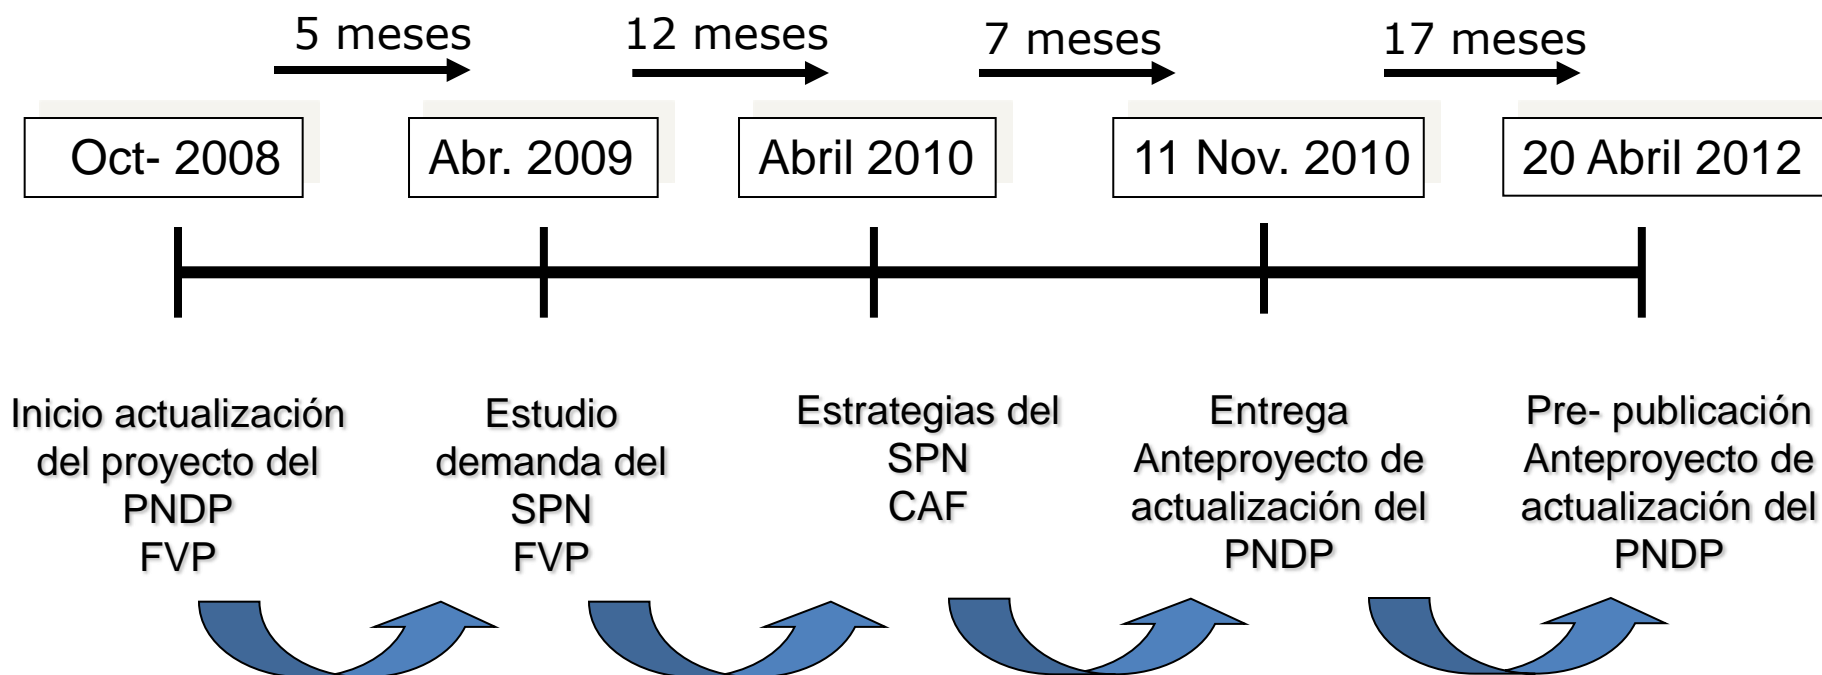 5 meses
12 meses
7 meses
17 meses
Oct- 2008
Abr. 2009
Abril 2010
11 Nov. 2010
20 Abril 2012
Inicio actualización
del proyecto del
PNDP
FVP
Estudio
demanda del
SPN
FVP
Estrategias del
SPN
CAF
Entrega
Anteproyecto de
actualización del
PNDP
Pre- publicación
Anteproyecto de
actualización del
PNDP